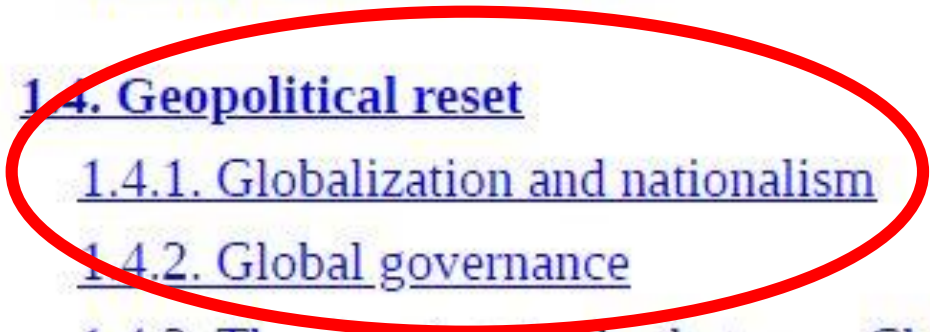 1.4. Geopolitical reset
1.4.1. Globalization and nationalism
1.4.2. Global governance